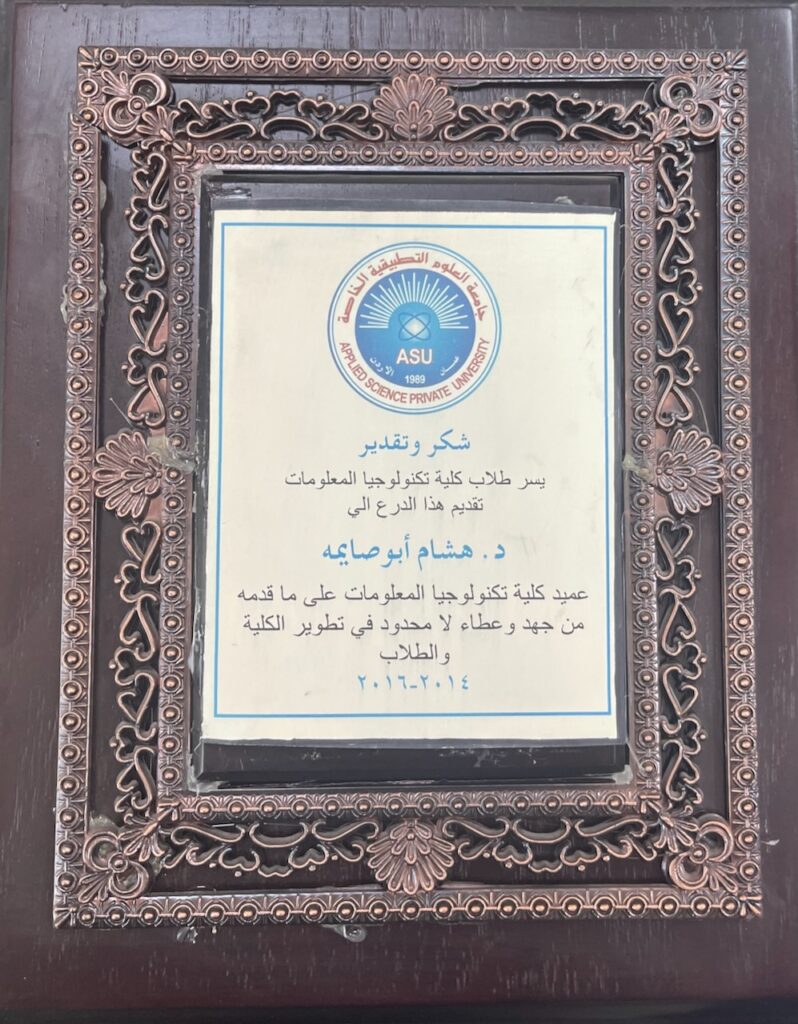 جامعة العلوم التطبيقية الخاصة
ASU
عمان الأردن
1989
APPLIED SCIENCE PRIVATE UNIVERSITY
شكر وتقدير
يسر طلاب كلية تكنولوجيا المعلومات
تقديم هذا الدرع الي
د. هشام أبوصايمه
عميد كلية تكنولوجيا المعلومات على ما قدمه
من جهد وعطاء لا محدود في تطوير الكلية
والطلاب
٢٠١٤-٢٠١٦